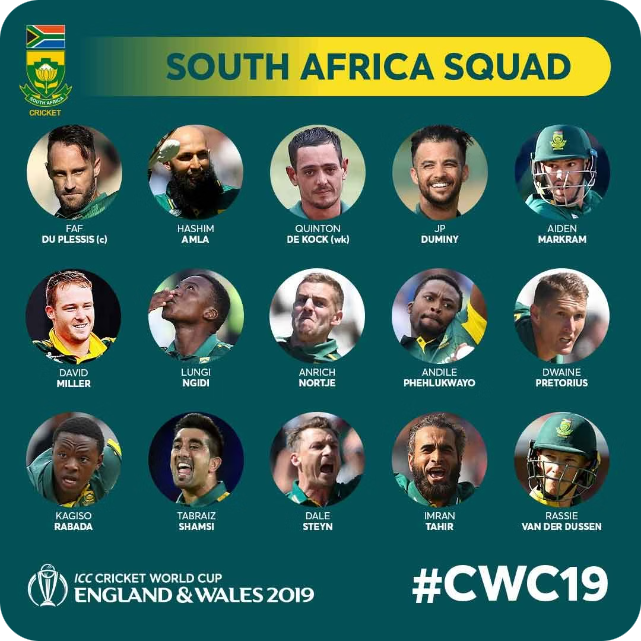 SOUTH AFRICA SQUAD
SOUTH AFRICA
CRICKET
FAF
DU PLESSIS (c)
HASHIM
AMLA
QUINTON
DE KOCK (wk)
JP
DUMINY
AIDEN
MARKRAM
DAVID
MILLER
LUNGI
NGIDI
ANRICH
NORTJE
ANDILE
PHEHLUKWAYO
DWAINE
PRETORIUS
KAGISO
RABADA
TABRAIZ
SHAMSI
DALE
STEYN
IMRAN
TAHIR
RASSIE
VAN DER DUSSEN
ICC CRICKET WORLD CUP
ENGLAND & WALES 2019
#CWC19